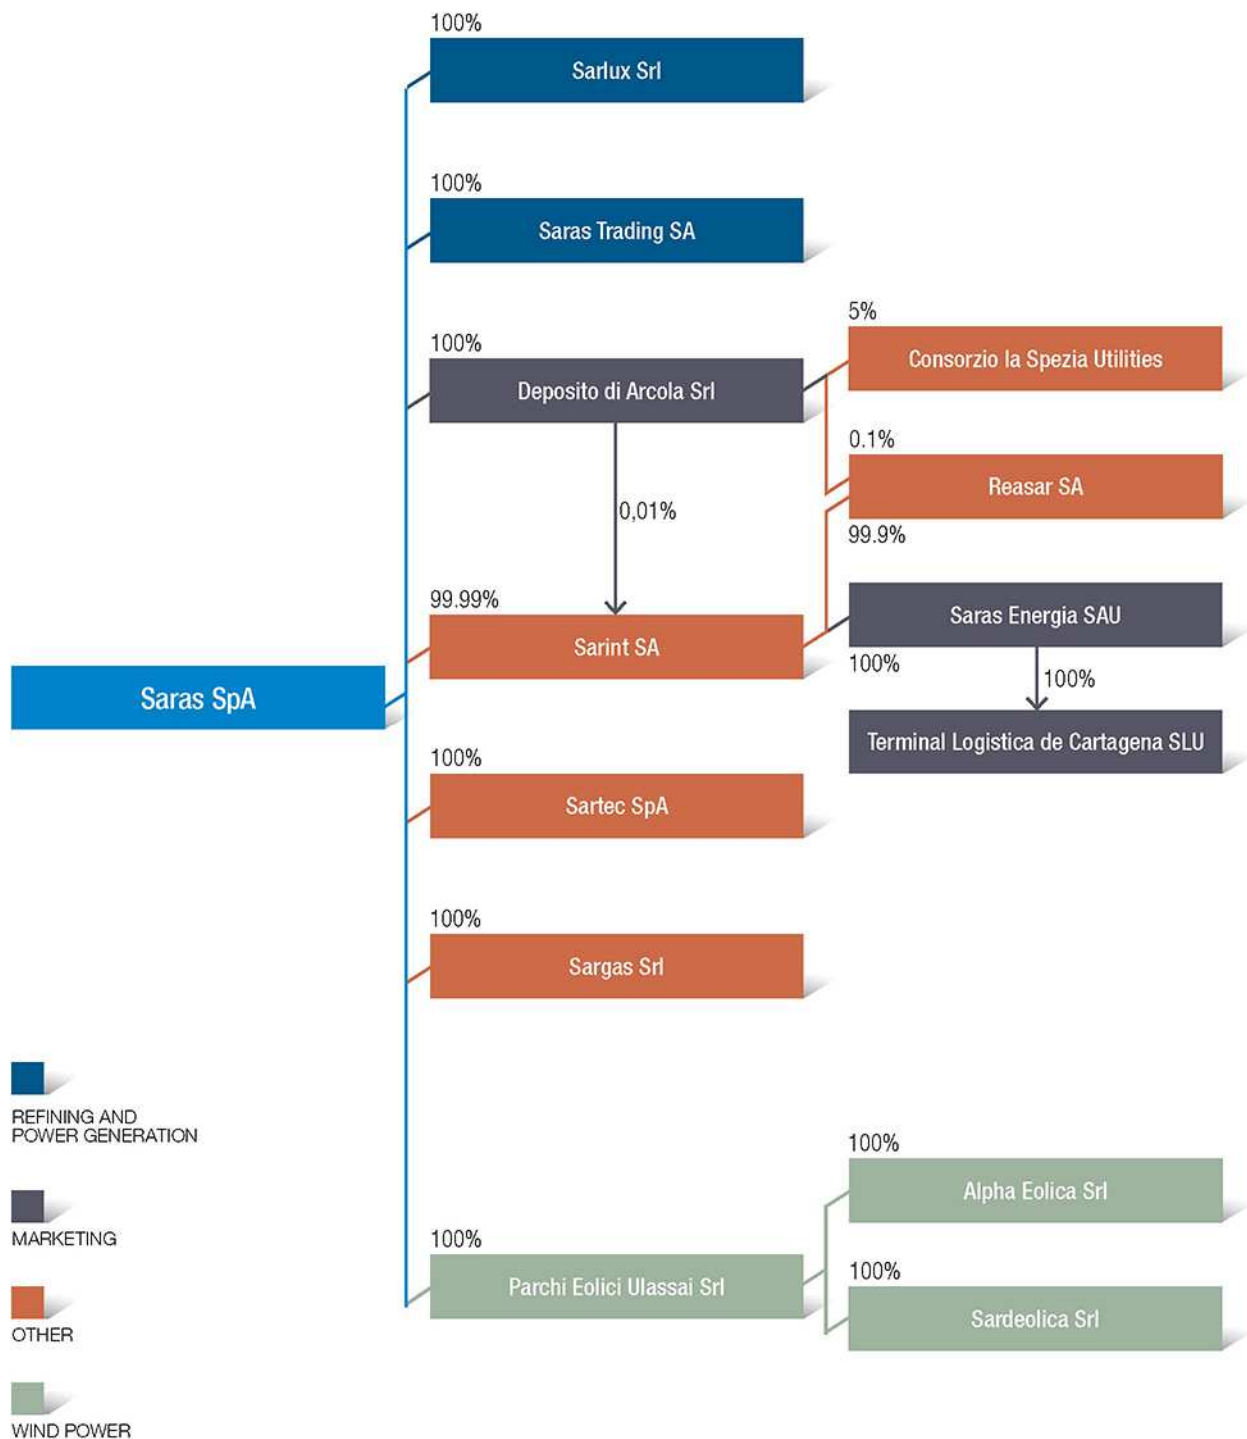 100%
Sarlux Srl
100%
Saras Trading SA
5%
100%
Consorzio la Spezia Utilities
Deposito di Arcola Srl
0.1%
Reasar SA
0,01%
99.9%
99.99%
Saras Energia SAU
Sarint SA
100%
100%
Saras SpA
Terminal Logistica de Cartagena SLU
100%
Sartec SpA
100%
Sargas Srl
REFINING AND
POWER GENERATION
100%
Alpha Eolica Srl
MARKETING
100%
Parchi Eolici Ulassai Srl
100%
Sardeolica Srl
OTHER
WIND POWER